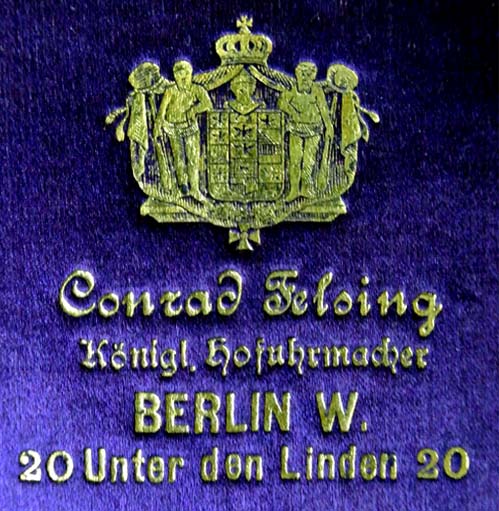 Conrad Felsing
Königl. Hofuhrmacher
BERLIN W.
20 Unter den Linden 20